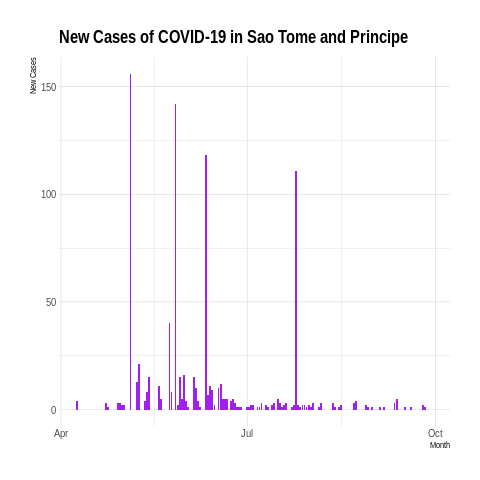 New Cases of COVID-19 in Sao Tome and Principe
New Cases
150
100
50
0
Apr
Jul
Oct
Month